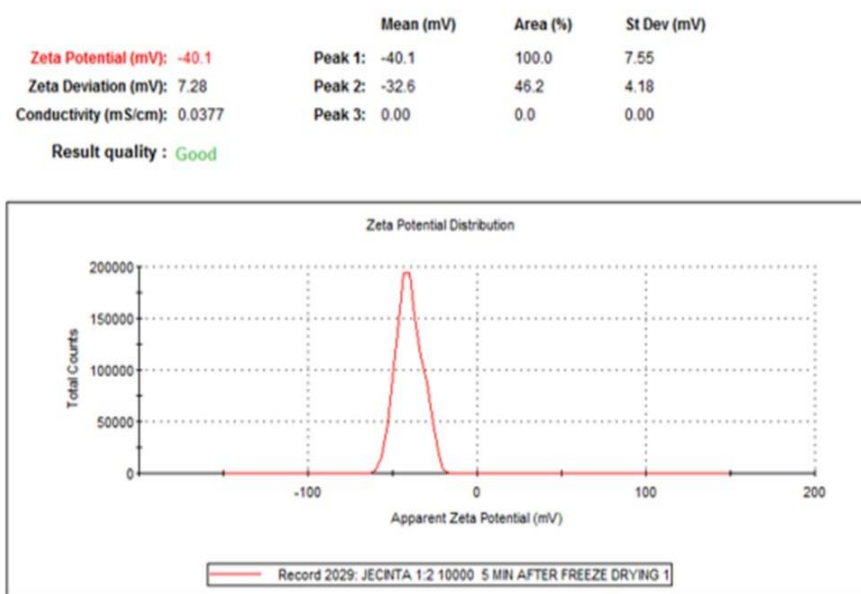 Mean (mV) Area (%) St Dev (mV)
Zeta Potential (mV): -40.1 Peak 1: -40.1 100.0 7.55
Zeta Deviation (mV): 7.28 Peak 2: -32.6 46.2 4.18
Conductivity (mS/cm): 0.0377 Peak 3: 0.00 0.0 0.00
Result quality : Good
Zeta Potential Distribution
200000
150000
100000
50000
0
Total Counts
-100 0 100 200
Apparent Zeta Potential (mV)
Record 2029: JECINTA 1:2 10000 5 MIN AFTER FREEZE DRYING 1